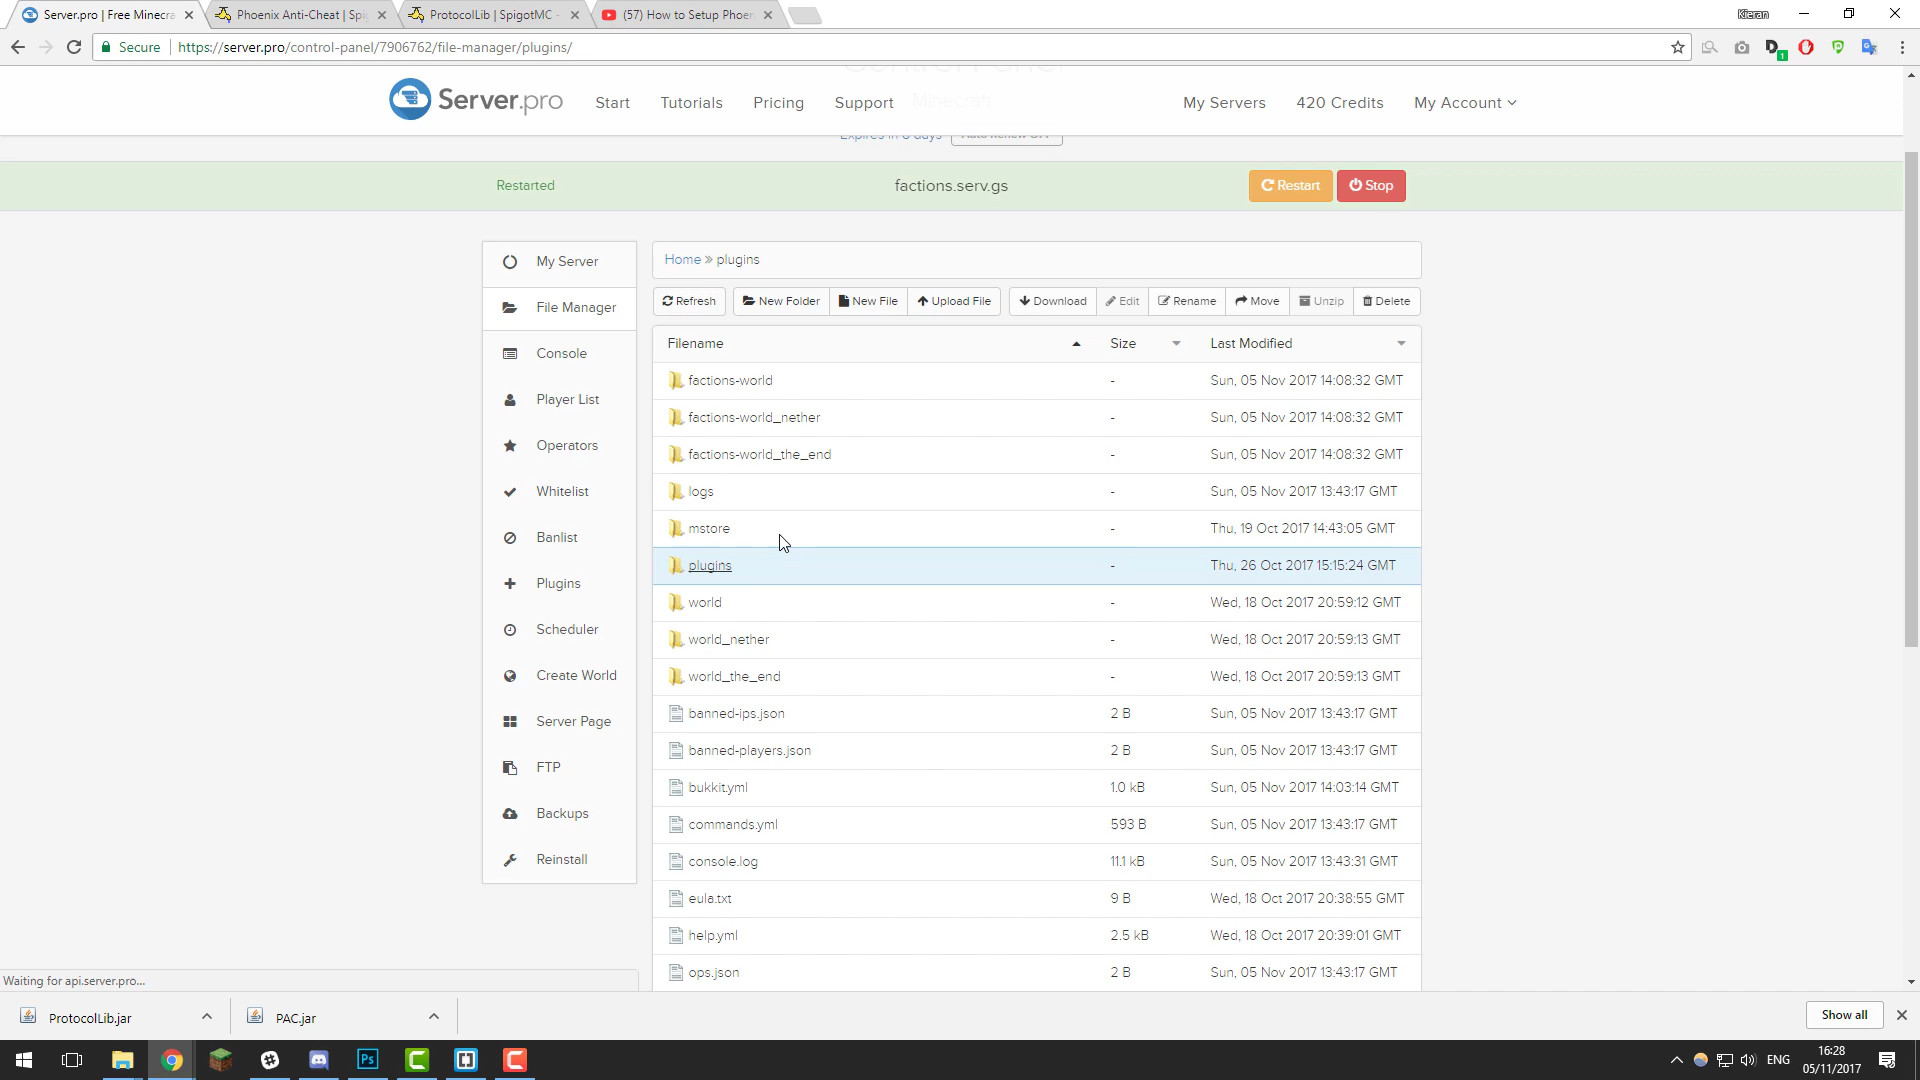 Server.pro | Free Minecra
Phoenix Anti-Cheat | Spi
ProtocolLib | SpigotMC -
(57) How to Setup Phoe
Kieran
Secure
https://server.pro/control-panel/7906762/file-manager/plugins/
Control Panel
Server.pro
Start
Tutorials
Pricing
Support
Minecraft
My Servers
420 Credits
My Account
Restarted
factions.serv.gs
Restart
Stop
My Server
File Manager
Console
Player List
Operators
Whitelist
Banlist
Plugins
Scheduler
Create World
Server Page
FTP
Backups
Reinstall
Home » plugins
Refresh
New Folder
New File
Upload File
Download
Edit
Rename
Move
Unzip
Delete
Filename Size Last Modified
factions-world - Sun, 05 Nov 2017 14:08:32 GMT
factions-world_nether - Sun, 05 Nov 2017 14:08:32 GMT
factions-world_the_end - Sun, 05 Nov 2017 14:08:32 GMT
logs - Sun, 05 Nov 2017 13:43:17 GMT
mstore - Thu, 19 Oct 2017 14:43:05 GMT
plugins - Thu, 26 Oct 2017 15:15:24 GMT
world - Wed, 18 Oct 2017 20:59:12 GMT
world_nether - Wed, 18 Oct 2017 20:59:13 GMT
world_the_end - Wed, 18 Oct 2017 20:59:13 GMT
banned-ips.json 2 B Sun, 05 Nov 2017 13:43:17 GMT
banned-players.json 2 B Sun, 05 Nov 2017 13:43:17 GMT
bukkit.yml 1.0 kB Sun, 05 Nov 2017 14:03:14 GMT
commands.yml 593 B Sun, 05 Nov 2017 13:43:17 GMT
console.log 11.1 kB Sun, 05 Nov 2017 13:43:31 GMT
eula.txt 9 B Wed, 18 Oct 2017 20:38:55 GMT
help.yml 2.5 kB Wed, 18 Oct 2017 20:39:01 GMT
ops.json 2 B Sun, 05 Nov 2017 13:43:17 GMT
Waiting for api.server.pro...
ProtocolLib.jar
PAC.jar
Show all
Ps
ENG
16:28
05/11/2017